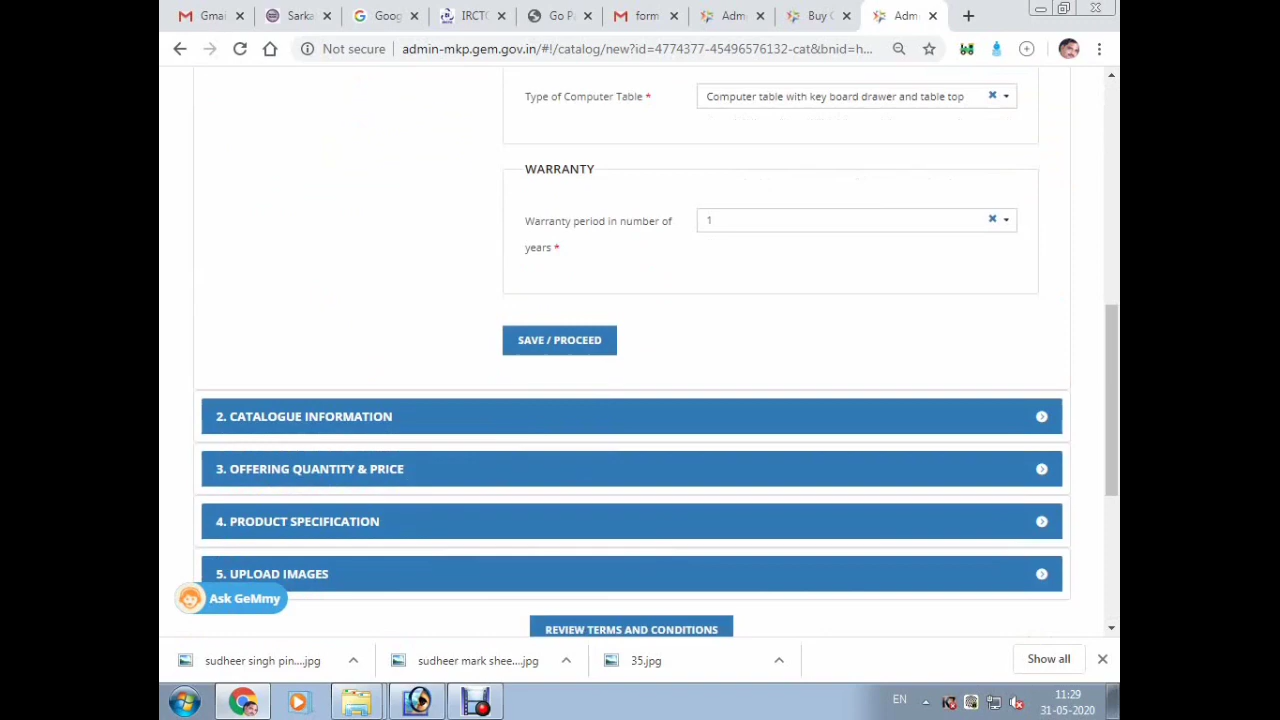 Gmai
Sarka
Goog
IRCTC
Go P
form
Adm
Buy
Adm
Not secure
admin-mkp.gem.gov.in/#!/catalog/new?id=4774377-45496576132-cat&bnid=h...
Type of Computer Table *
Computer table with key board drawer and table top
WARRANTY
Warranty period in number of
years *
1
SAVE / PROCEED
2. CATALOGUE INFORMATION
3. OFFERING QUANTITY & PRICE
4. PRODUCT SPECIFICATION
5. UPLOAD IMAGES
Ask GeMmy
REVIEW TERMS AND CONDITIONS
sudheer singh pin....jpg
sudheer mark shee....jpg
35.jpg
Show all
EN
11:29
31-05-2020